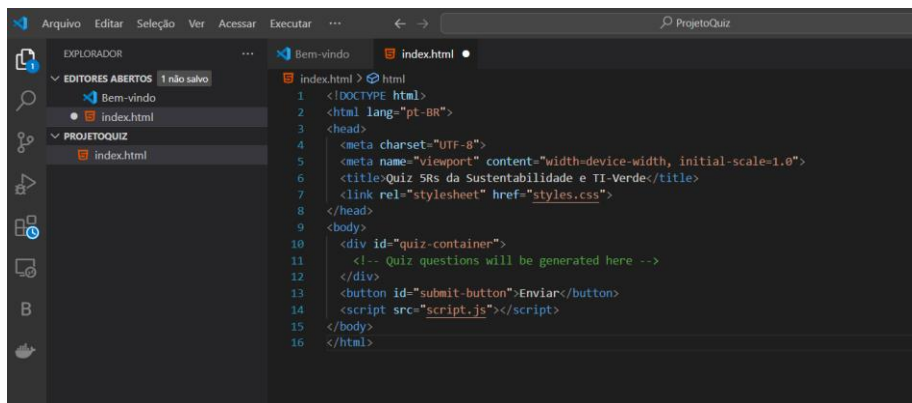 Arquivo Editar Seleção Ver Acessar Executar ··· ProjetoQuiz
EXPLORADOR ···
Bem-vindo index.html
EDITORES ABERTOS 1 não salvo
Bem-vindo
index.html
PROJETOQUIZ
index.html
index.html > html
1 <!DOCTYPE html>
2 <html lang="pt-BR">
3 <head>
4 <meta charset="UTF-8">
5 <meta name="viewport" content="width=device-width, initial-scale=1.0">
6 <title>Quiz 5Rs da Sustentabilidade e TI-Verde</title>
7 <link rel="stylesheet" href="styles.css">
8 </head>
9 <body>
10 <div id="quiz-container">
11 <!-- Quiz questions will be generated here -->
12 </div>
13 <button id="submit-button">Enviar</button>
14 <script src="script.js"></script>
15 </body>
16 </html>
1
B